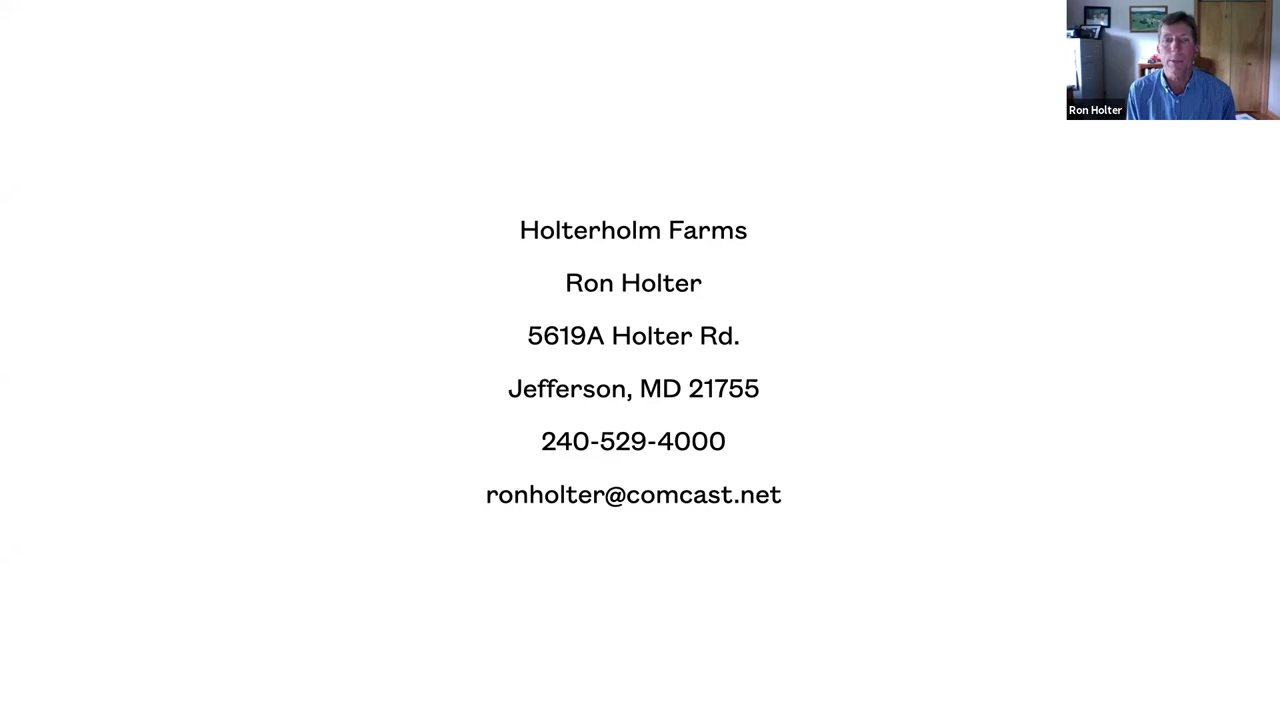 Ron Holter
Holterholm Farms
Ron Holter
5619A Holter Rd.
Jefferson, MD 21755
240-529-4000
ronholter@comcast.net